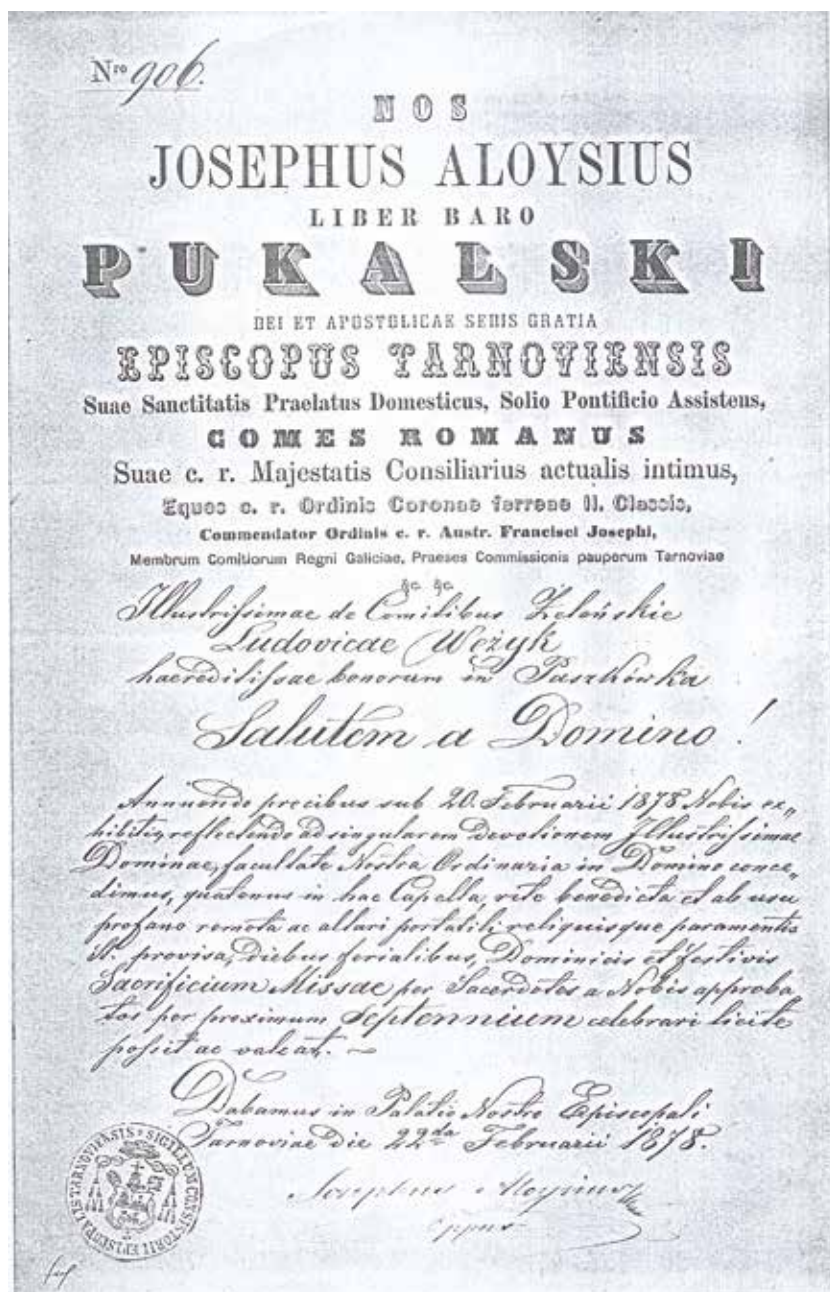 Nro 906.
NOS
JOSEPHUS ALOYSIUS
LIBER BARO
PUKALSKI
DEI ET APOSTOLICAE SEDIS GRATIA
EPISCOPUS TARNOVIENSIS
Suae Sanctitatis Praelatus Domesticus, Solio Pontificio Assistens,
COMES ROMANUS
Suae c. r. Majestatis Consiliarius actualis intimus,
Eques c. r. Ordinis Coronae ferreae II. Classis,
Commendator Ordinis c. r. Austr. Francisci Josephi,
Membrum Comitiorum Regni Galiciae, Praeses Commissionis pauperum Tarnoviae
&c &c
Illustrissimae de Comitibus Żeleńskie
Ludovicae Wężyk
haereditissae bonorum in Paszkówka
Salutem a Domino!
Annuendo precibus sub 20. Februarii 1878 Nobis ex„
hibitis, reflectendo ad singularem devotionem Illustrissimae
Dominae, facultate Nostra Ordinaria in Domino conce„
dimus, quatenus in hac Capella, rite benedicta et ab usu
profano remota ac altari portatili, reliquisque paramentis
provisa, diebus ferialibus, Dominicis et festivis
Sacrificium Missae per Sacerdotes a Nobis approba
tos per proximum Septennium celebrari licite
possit ac valeat.
Dabamus in Palatio Nostro Episcopali
Tarnoviae die 22da Februarii 1878.
Josephus Aloysius
Eppus
SIGILLUM CONSISTORII EPISCOPALIS TARNOVIENSIS